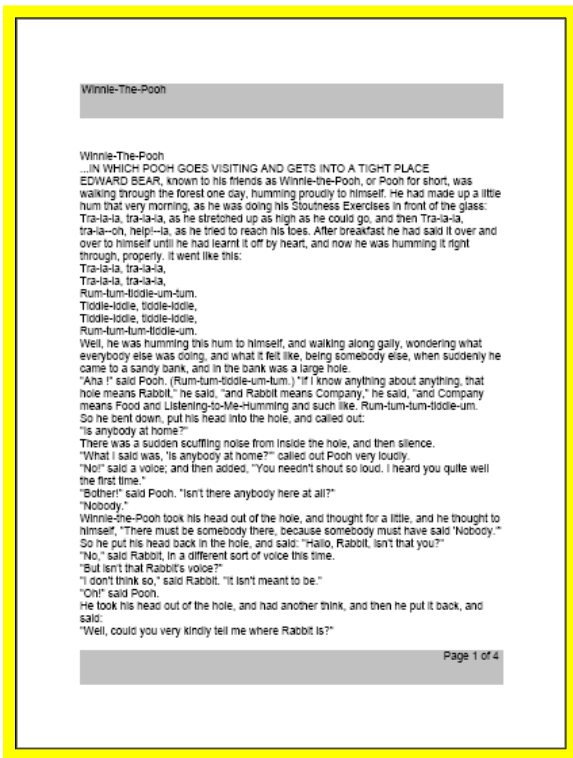 Winnie-The-Pooh
Winnie-The-Pooh
...IN WHICH POOH GOES VISITING AND GETS INTO A TIGHT PLACE
EDWARD BEAR, known to his friends as Winnie-the-Pooh, or Pooh for short, was
walking through the forest one day, humming proudly to himself. He had made up a little
hum that very morning, as he was doing his Stoutness Exercises in front of the glass:
Tra-la-la, tra-la-la, as he stretched up as high as he could go, and then Tra-la-la,
tra-la--oh, help!--la, as he tried to reach his toes. After breakfast he had said it over and
over to himself until he had learnt it off by heart, and now he was humming it right
through, properly. It went like this:
Tra-la-la, tra-la-la,
Tra-la-la, tra-la-la,
Rum-tum-tiddle-um-tum.
Tiddle-iddle, tiddle-iddle,
Tiddle-iddle, tiddle-iddle,
Rum-tum-tum-tiddle-um.
Well, he was humming this hum to himself, and walking along gaily, wondering what
everybody else was doing, and what it felt like, being somebody else, when suddenly he
came to a sandy bank, and in the bank was a large hole.
"Aha !" said Pooh. (Rum-tum-tiddle-um-tum.) "If I know anything about anything, that
hole means Rabbit," he said, "and Rabbit means Company," he said, "and Company
means Food and Listening-to-Me-Humming and such like. Rum-tum-tum-tiddle-um.
So he bent down, put his head into the hole, and called out:
"Is anybody at home?"
There was a sudden scuffling noise from inside the hole, and then silence.
"What I said was, 'Is anybody at home?'" called out Pooh very loudly.
"No!" said a voice; and then added, "You needn't shout so loud. I heard you quite well
the first time."
"Bother!" said Pooh. "Isn't there anybody here at all?"
"Nobody."
Winnie-the-Pooh took his head out of the hole, and thought for a little, and he thought to
himself, "There must be somebody there, because somebody must have said 'Nobody.'"
So he put his head back in the hole, and said: "Hallo, Rabbit, isn't that you?"
"No," said Rabbit, in a different sort of voice this time.
"But isn't that Rabbit's voice?"
"I don't think so," said Rabbit. "It isn't meant to be."
"Oh!" said Pooh.
He took his head out of the hole, and had another think, and then he put it back, and
said:
"Well, could you very kindly tell me where Rabbit is?"
Page 1 of 4